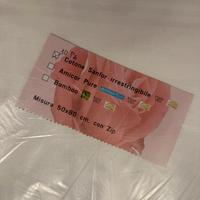 Cotone Sanfor irrestringibile
Amicor Pure
Bamboo
Misure 50x80 cm. con Zip